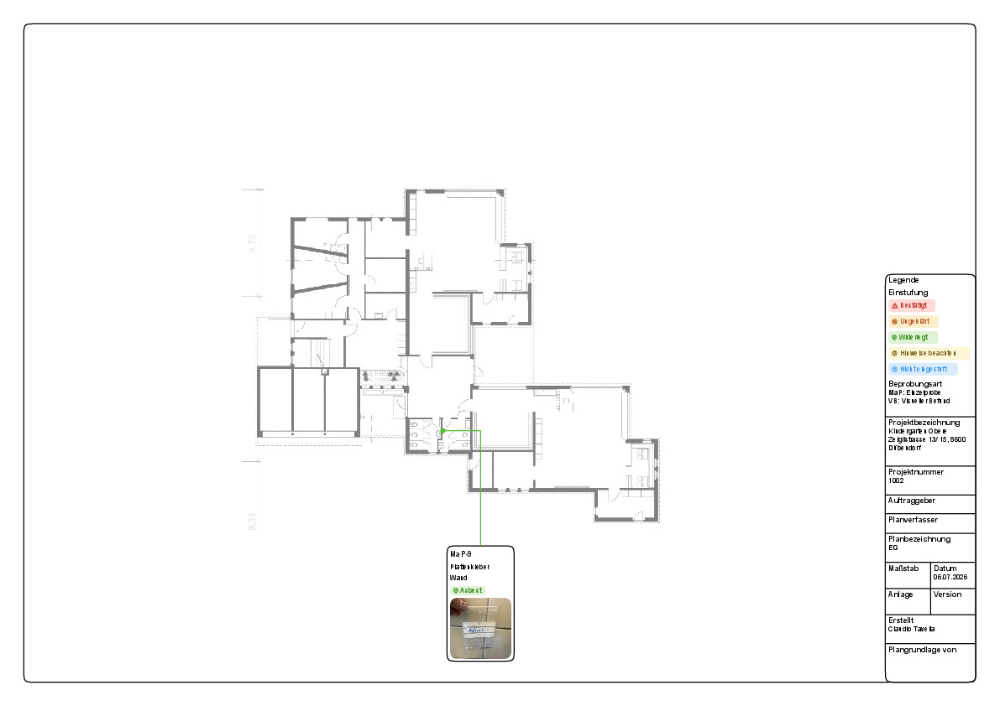 4.75
5.31
MaP-9
Plattenkleber
Wand
Asbest
Legende
Einstufung
Bestätigt
Ungeklärt
Widerlegt
Hinweise beachten
Nicht eingestuft
Beprobungsart
MaP: Einzelprobe
VB: Visueller Befund
Projektbezeichnung
Kindergarten Obere
Zelglistrasse 13/15, 8600
Dübendorf
Projektnummer
1002
Auftraggeber
Planverfasser
Planbezeichnung
EG
Maßstab
Datum
06.07.2026
Anlage
Version
Erstellt
Claudio Tavella
Plangrundlage von